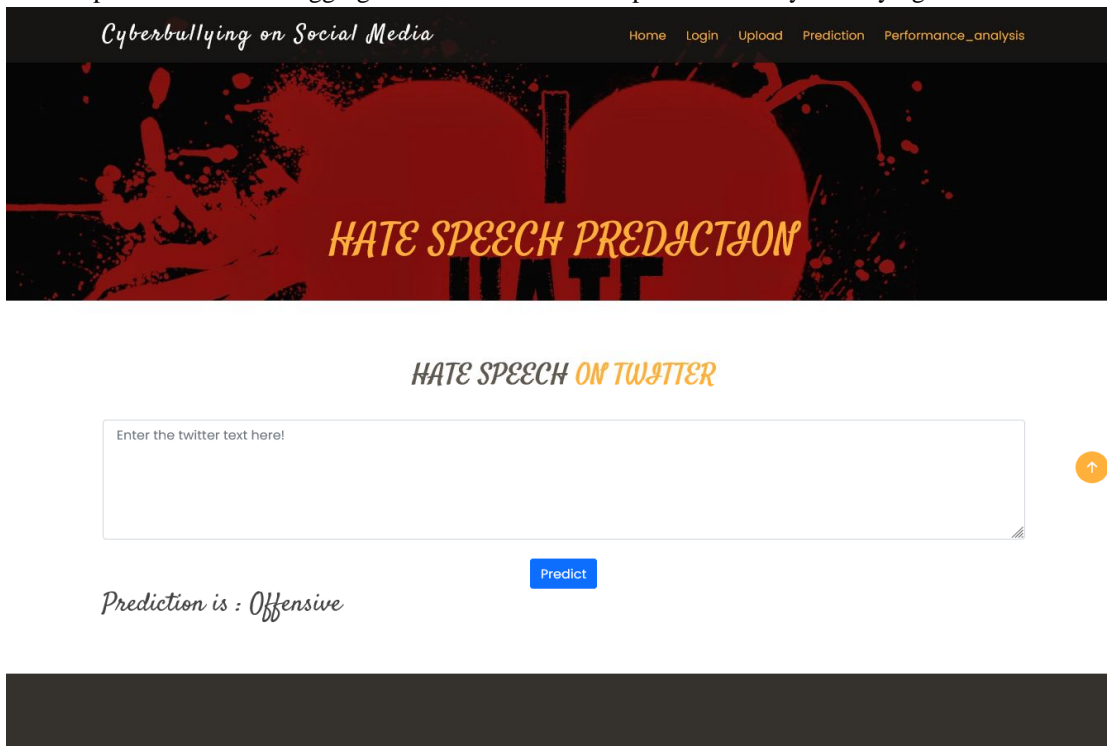 Cyberbullying on Social Media
Home Login Upload Prediction Performance_analysis
I
HATE SPEECH PREDICTION
HATE
HATE SPEECH ON TWITTER
Enter the twitter text here!
Predict
Prediction is : Offensive